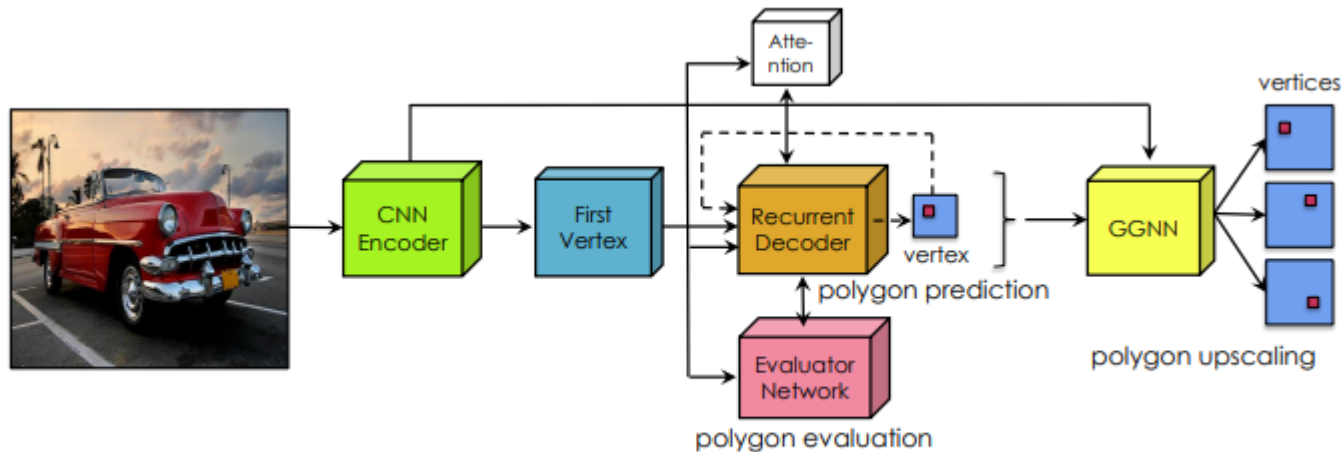 Atte-
ntion
vertices
CNN
Encoder
First
Vertex
Recurrent
Decoder
vertex
GGNN
polygon prediction
Evaluator
Network
polygon upscaling
polygon evaluation